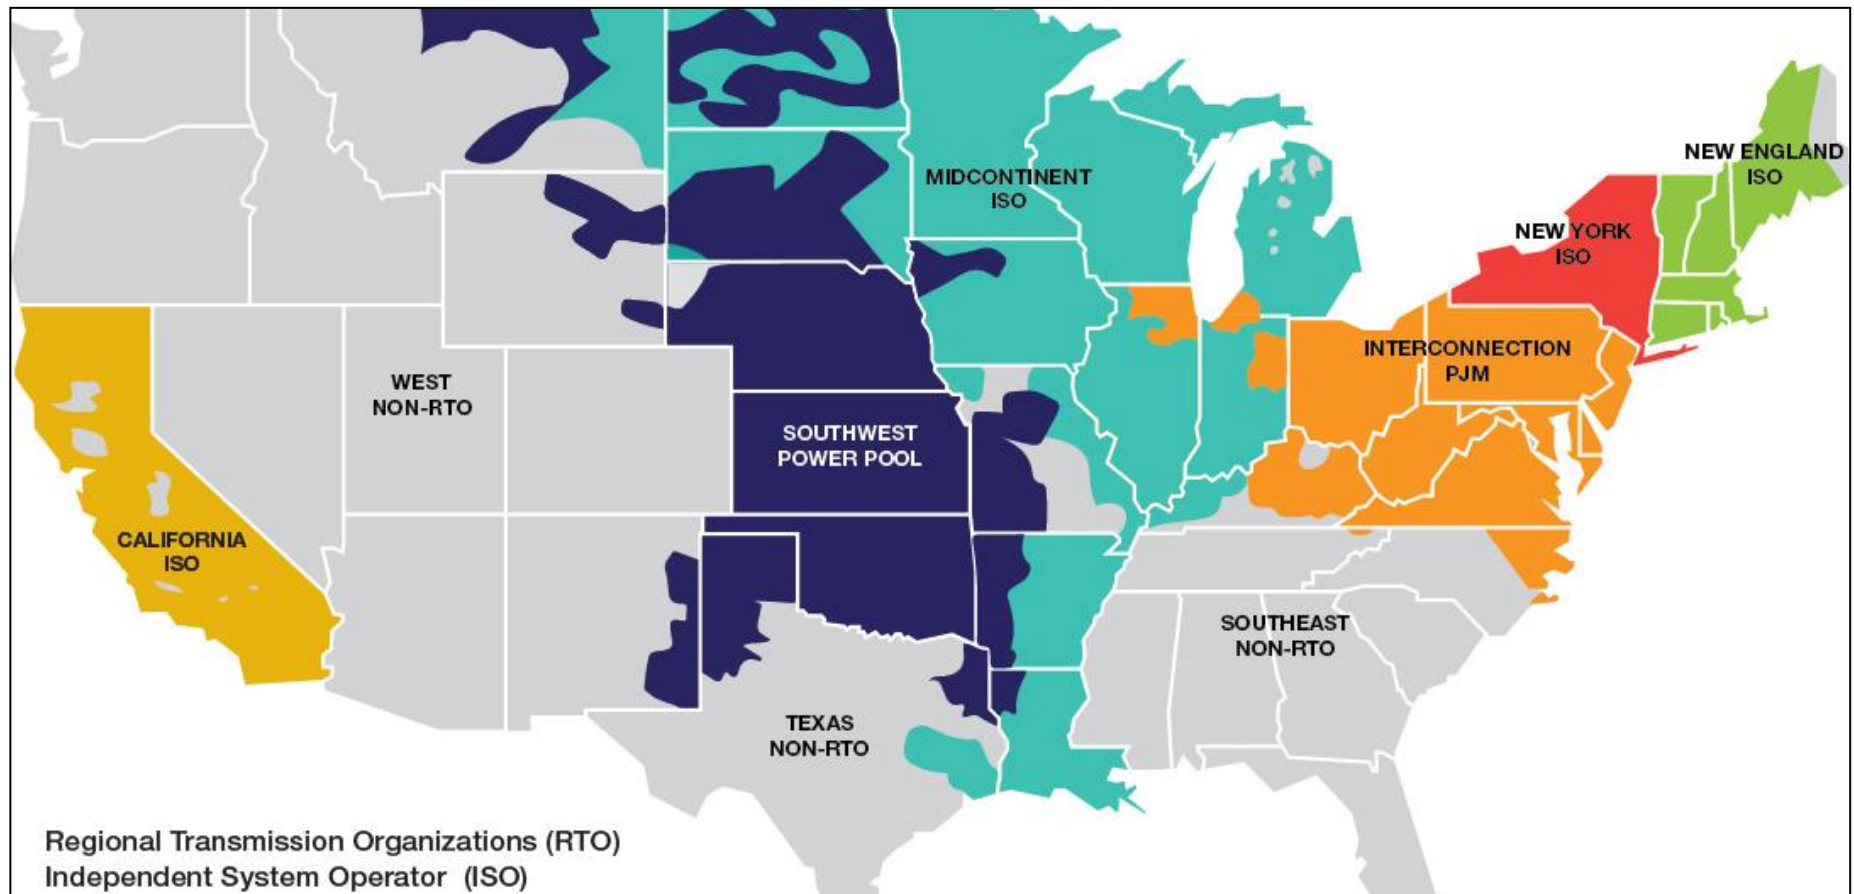 MIDCONTINENT
ISO
NEW ENGLAND
ISO
NEW YORK
ISO
INTERCONNECTION
PJM
WEST
NON-RTO
SOUTHWEST
POWER POOL
CALIFORNIA
ISO
SOUTHEAST
NON-RTO
TEXAS
NON-RTO
Regional Transmission Organizations (RTO)
Independent System Operator (ISO)